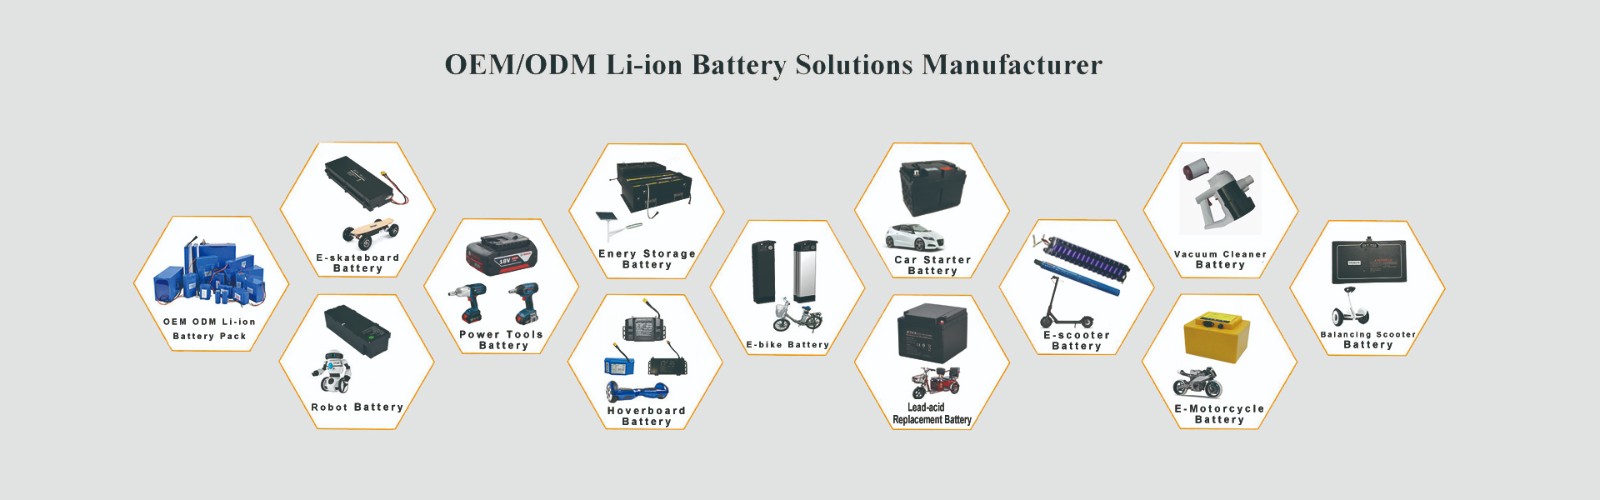 OEM/ODM Li-ion Battery Solutions Manufacturer
OEM ODM Li-ion
Battery Pack
E-skateboard
Battery
Robot Battery
18V
Power Tools
Battery
Enery Storage
Battery
Hoverboard
Battery
E-bike Battery
Car Starter
Battery
Lead-acid
Replacement Battery
E-scooter
Battery
Vacuum Cleaner
Battery
E-Motorcycle
Battery
Balancing Scooter
Battery